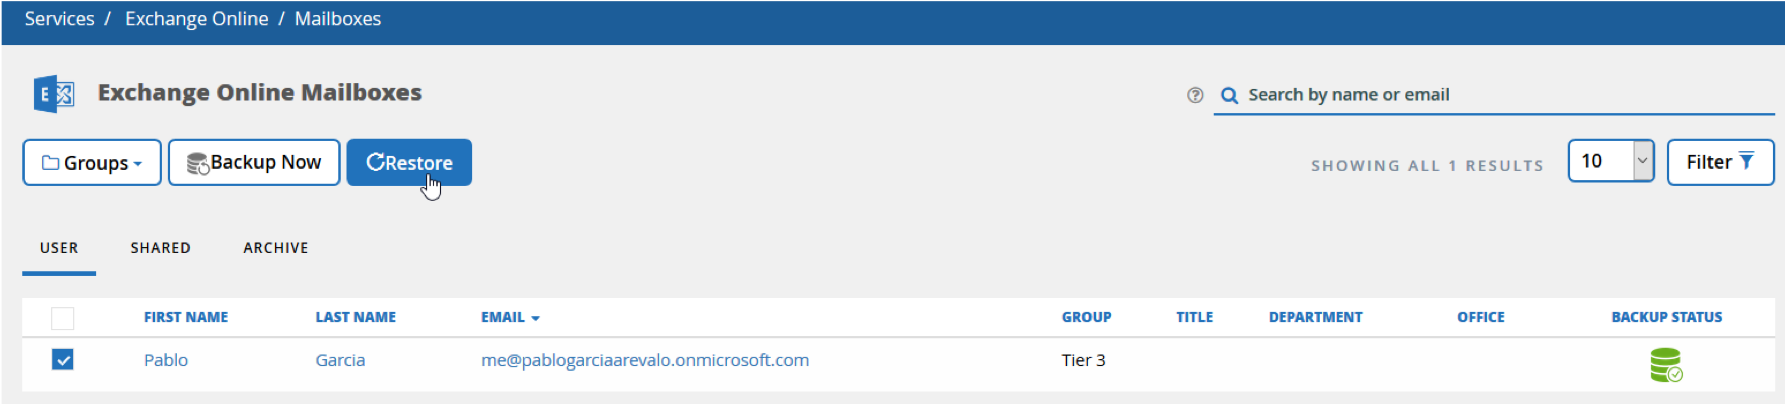 Services / Exchange Online / Mailboxes
E Exchange Online Mailboxes
? Search by name or email
Groups Backup Now Restore
SHOWING ALL 1 RESULTS 10 Filter
USER SHARED ARCHIVE
FIRST NAME LAST NAME EMAIL GROUP TITLE DEPARTMENT OFFICE BACKUP STATUS
Pablo Garcia me@pablogarciaarevalo.onmicrosoft.com Tier 3